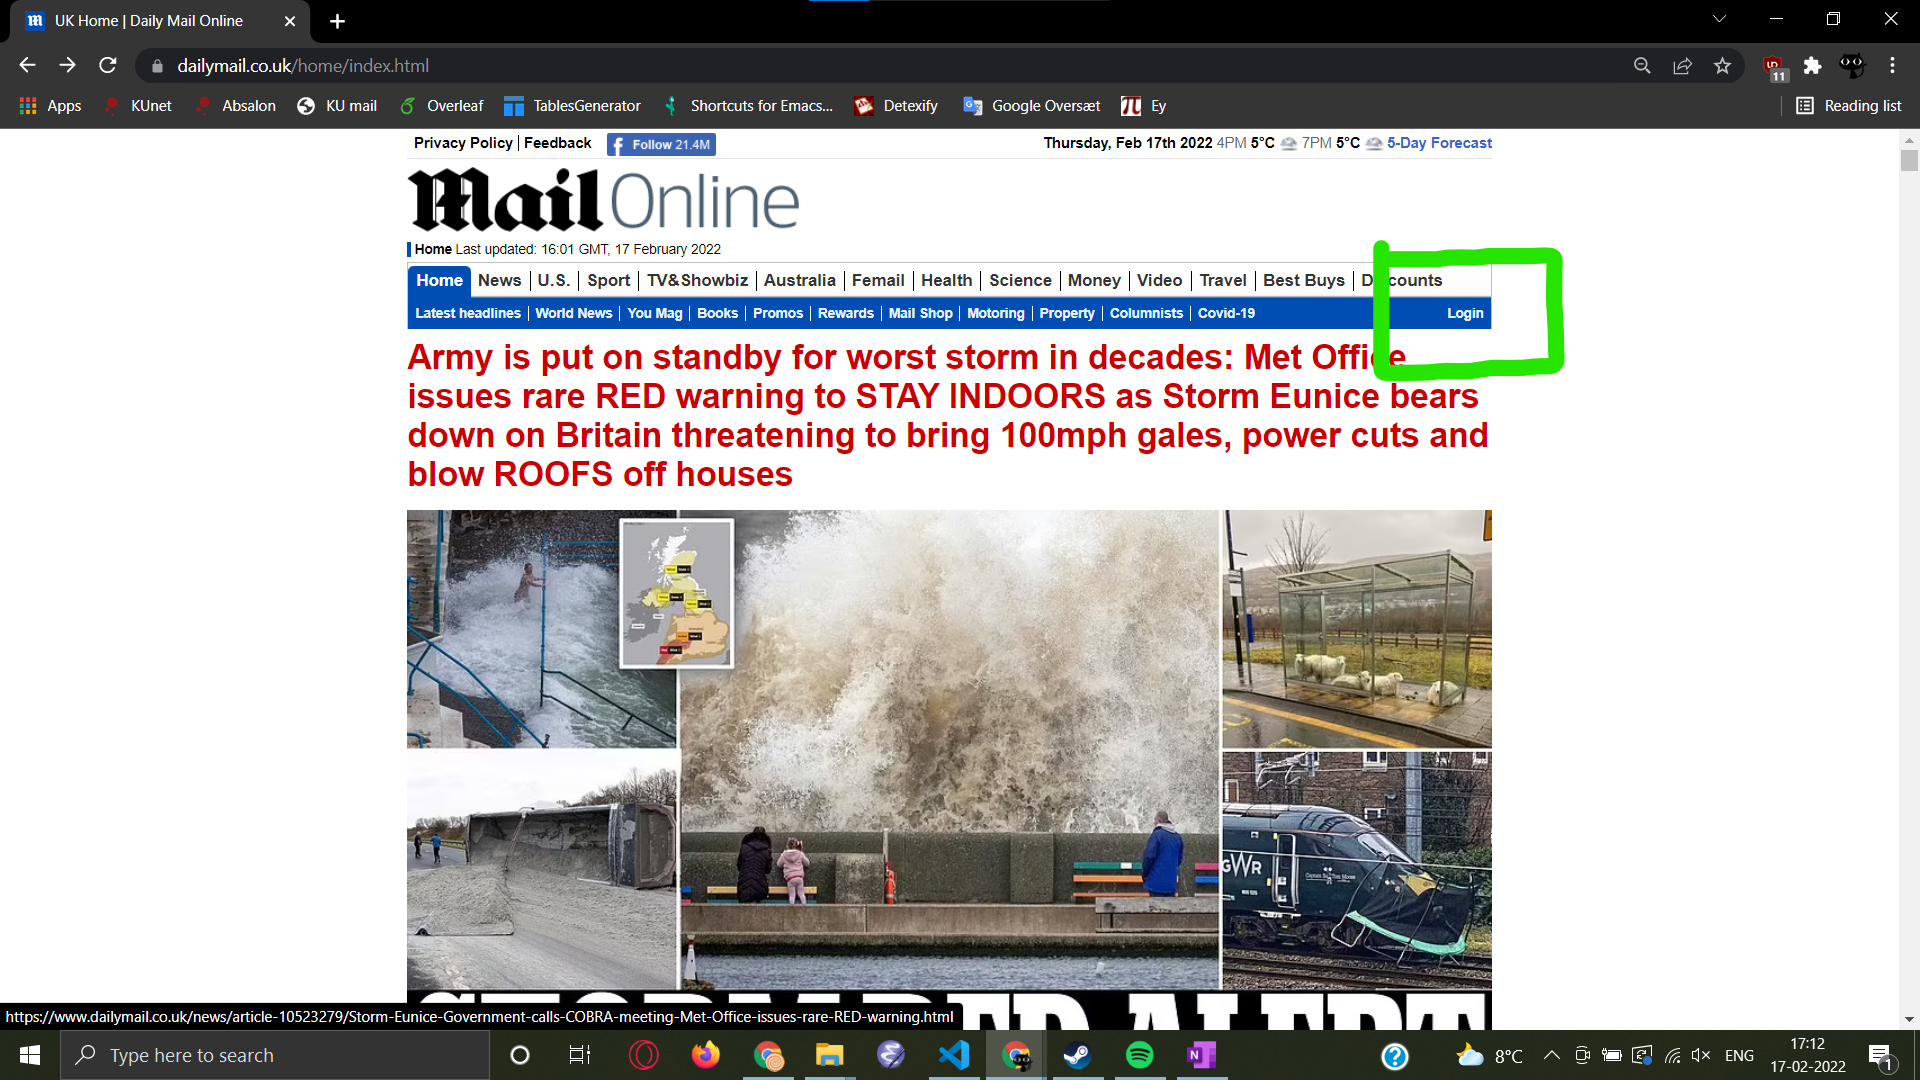 UK Home | Daily Mail Online
dailymail.co.uk/home/index.html
11
Apps KUnet Absalon KU mail Overleaf TablesGenerator Shortcuts for Emacs... Detexify Google Oversæt Ey Reading list
Privacy Policy | Feedback Follow 21.4M Thursday, Feb 17th 2022 4PM 5°C 7PM 5°C 5-Day Forecast
Mail Online
Home Last updated: 16:01 GMT, 17 February 2022
Home News U.S. Sport TV&Showbiz Australia Femail Health Science Money Video Travel Best Buys D counts
Latest headlines World News You Mag Books Promos Rewards Mail Shop Motoring Property Columnists Covid-19 Login
Army is put on standby for worst storm in decades: Met Office
issues rare RED warning to STAY INDOORS as Storm Eunice bears
down on Britain threatening to bring 100mph gales, power cuts and
blow ROOFS off houses
GWR
STORM RED ALERT
https://www.dailymail.co.uk/news/article-10523279/Storm-Eunice-Government-calls-COBRA-meeting-Met-Office-issues-rare-RED-warning.html
Type here to search
8°C ENG 17:12
17-02-2022
1